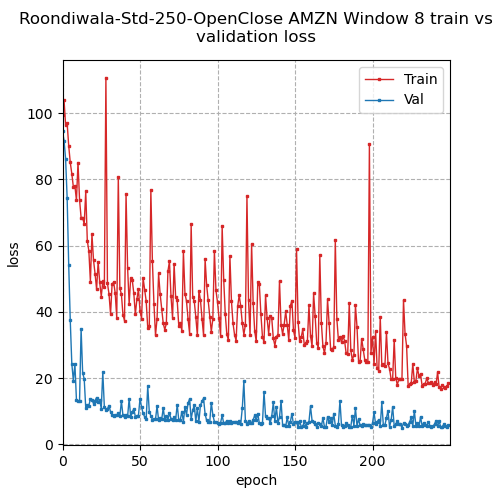 Roondiwala-Std-250-OpenClose AMZN Window 8 train vs
validation loss
Train
Val
loss
100
80
60
40
20
0
0
50
100
150
200
epoch